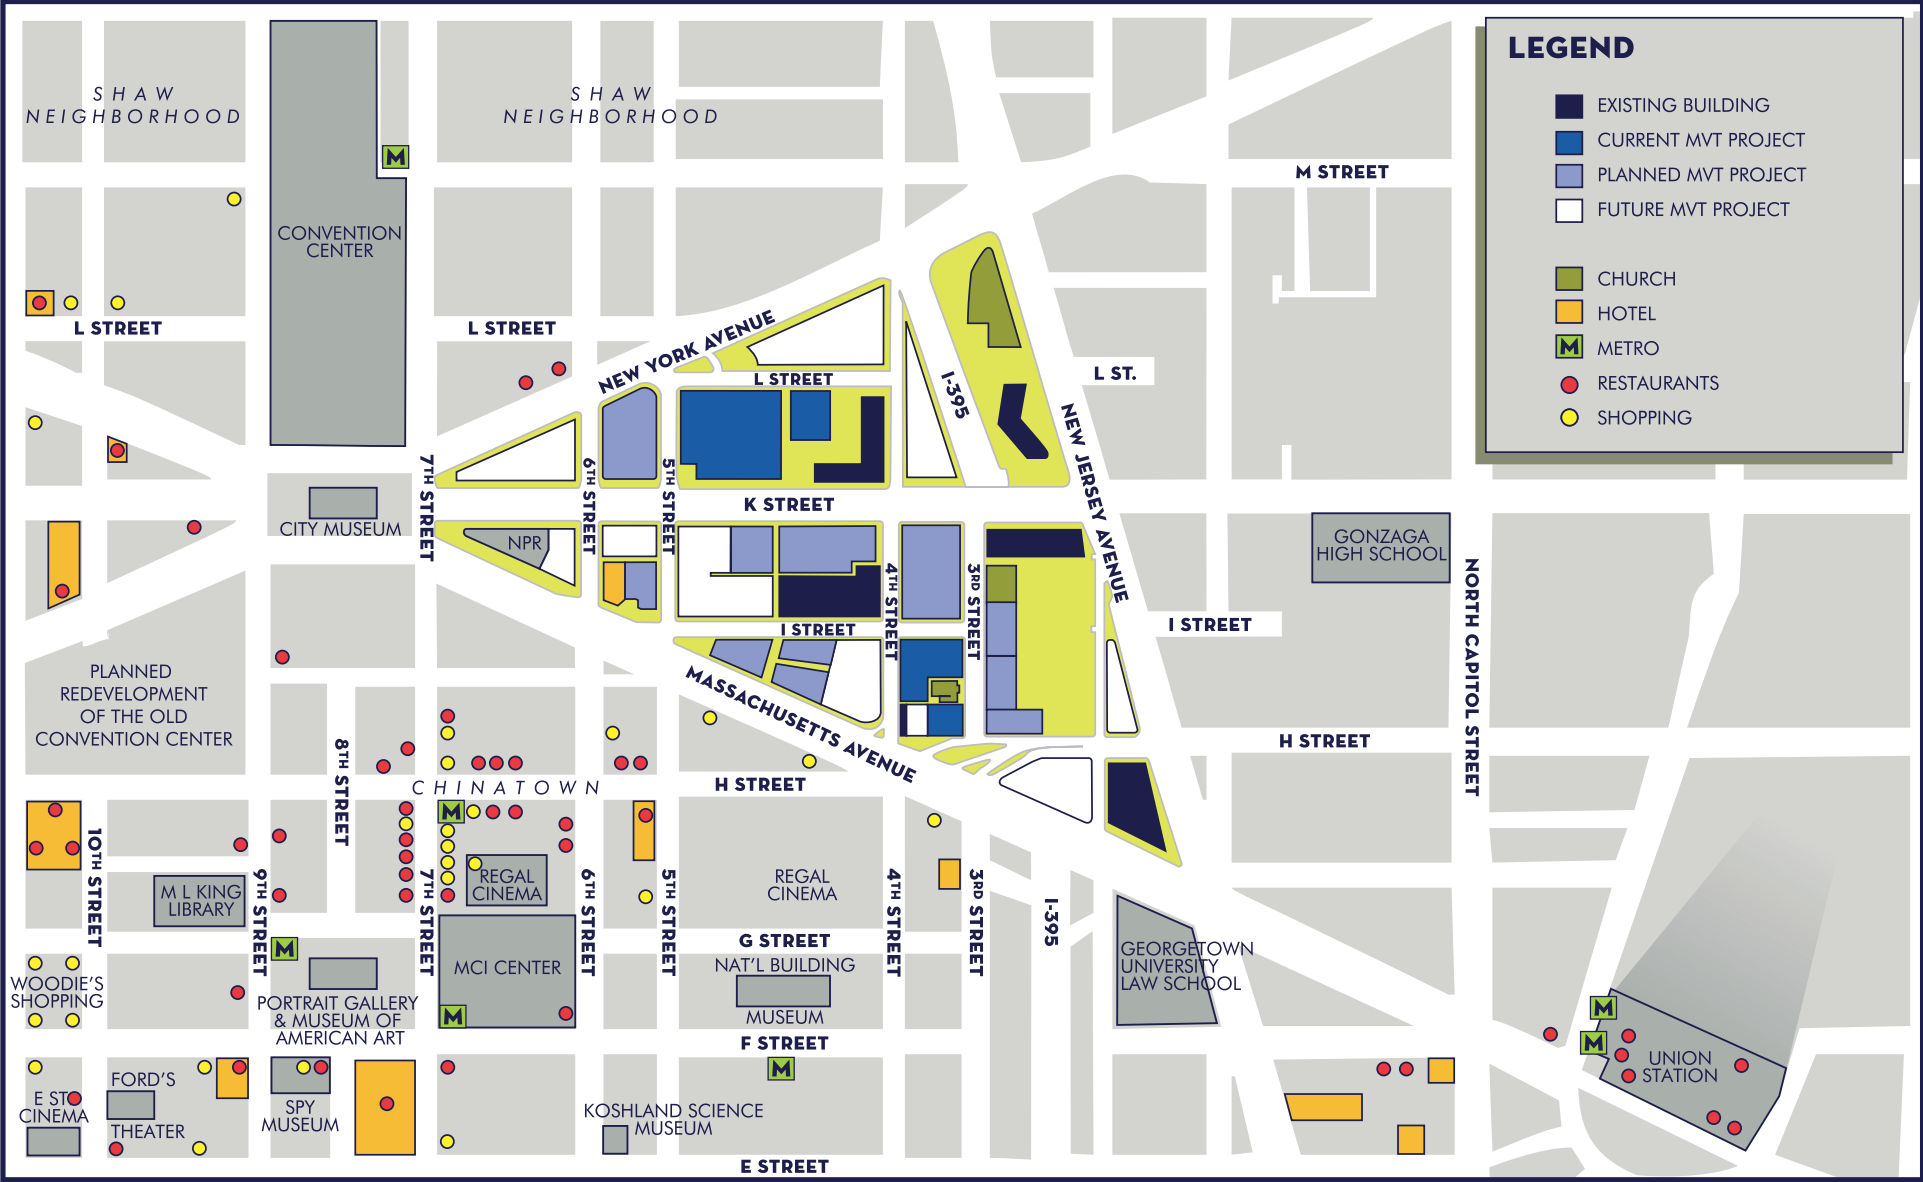 LEGEND
EXISTING BUILDING
CURRENT MVT PROJECT
PLANNED MVT PROJECT
FUTURE MVT PROJECT
CHURCH
HOTEL
M METRO
RESTAURANTS
SHOPPING
SHAW
NEIGHBORHOOD
SHAW
NEIGHBORHOOD
M
M STREET
CONVENTION
CENTER
L STREET
L STREET
NEW YORK AVENUE
L STREET
I-395
L ST.
NEW JERSEY AVENUE
7TH STREET
6TH STREET
5TH STREET
K STREET
CITY MUSEUM
NPR
GONZAGA
HIGH SCHOOL
4TH STREET
3RD STREET
NORTH CAPITOL STREET
I STREET
I STREET
PLANNED
REDEVELOPMENT
OF THE OLD
CONVENTION CENTER
MASSACHUSETTS AVENUE
8TH STREET
H STREET
CHINATOWN
H STREET
M
10TH STREET
9TH STREET
7TH STREET
6TH STREET
5TH STREET
4TH STREET
3RD STREET
I-395
REGAL
CINEMA
REGAL
CINEMA
M L KING
LIBRARY
M
G STREET
MCI CENTER
NAT'L BUILDING
MUSEUM
GEORGETOWN
UNIVERSITY
LAW SCHOOL
WOODIE'S
SHOPPING
PORTRAIT GALLERY
& MUSEUM OF
AMERICAN ART
M
M
M
F STREET
M
UNION
STATION
FORD'S
THEATER
E ST
CINEMA
SPY
MUSEUM
KOSHLAND SCIENCE
MUSEUM
E STREET